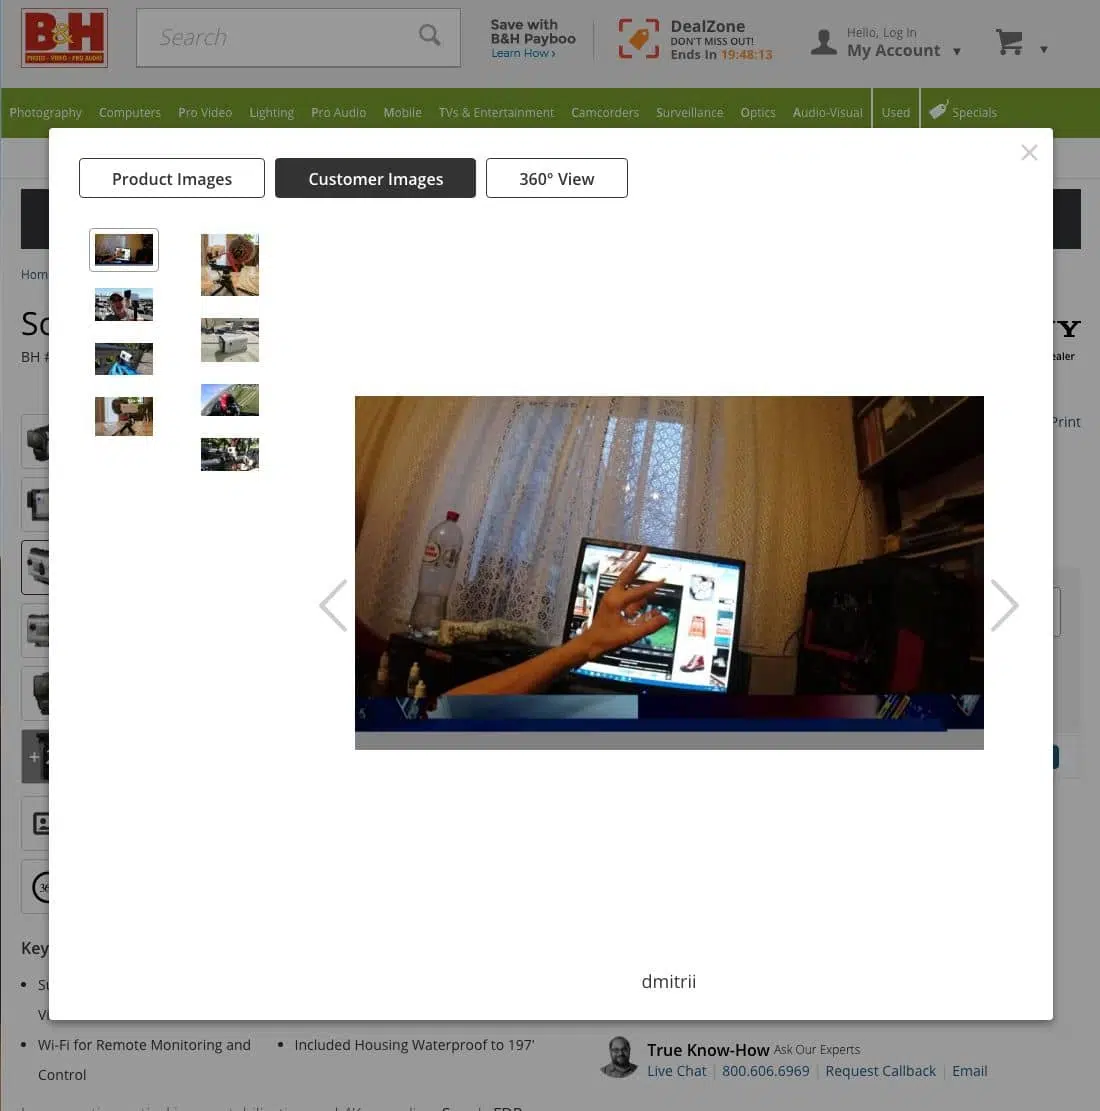 B&H
PHOTO - VIDEO - PRO AUDIO
Search
Save with
B&H Payboo
Learn How ›
DealZone
DON'T MISS OUT!
Ends In 19:48:13
Hello, Log In
My Account
Photography Computers Pro Video Lighting Pro Audio Mobile TVs & Entertainment Camcorders Surveillance Optics Audio-Visual Used Specials
Product Images
Customer Images
360° View
Hom
So
BH #
Y
ealer
Print
+ 2
36
dmitrii
Key
Su
Vi
Wi-Fi for Remote Monitoring and
Control
Included Housing Waterproof to 197'
True Know-How Ask Our Experts
Live Chat 800.606.6969 Request Callback Email